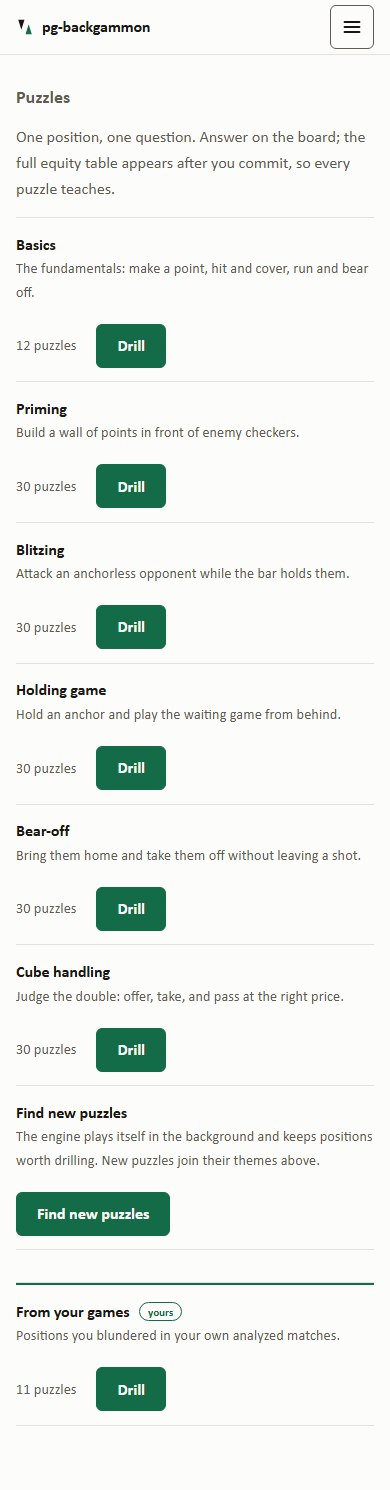 pg-backgammon
Puzzles
One position, one question. Answer on the board; the
full equity table appears after you commit, so every
puzzle teaches.
Basics
The fundamentals: make a point, hit and cover, run and bear
off.
12 puzzles Drill
Priming
Build a wall of points in front of enemy checkers.
30 puzzles Drill
Blitzing
Attack an anchorless opponent while the bar holds them.
30 puzzles Drill
Holding game
Hold an anchor and play the waiting game from behind.
30 puzzles Drill
Bear-off
Bring them home and take them off without leaving a shot.
30 puzzles Drill
Cube handling
Judge the double: offer, take, and pass at the right price.
30 puzzles Drill
Find new puzzles
The engine plays itself in the background and keeps positions
worth drilling. New puzzles join their themes above.
Find new puzzles
From your games yours
Positions you blundered in your own analyzed matches.
11 puzzles Drill